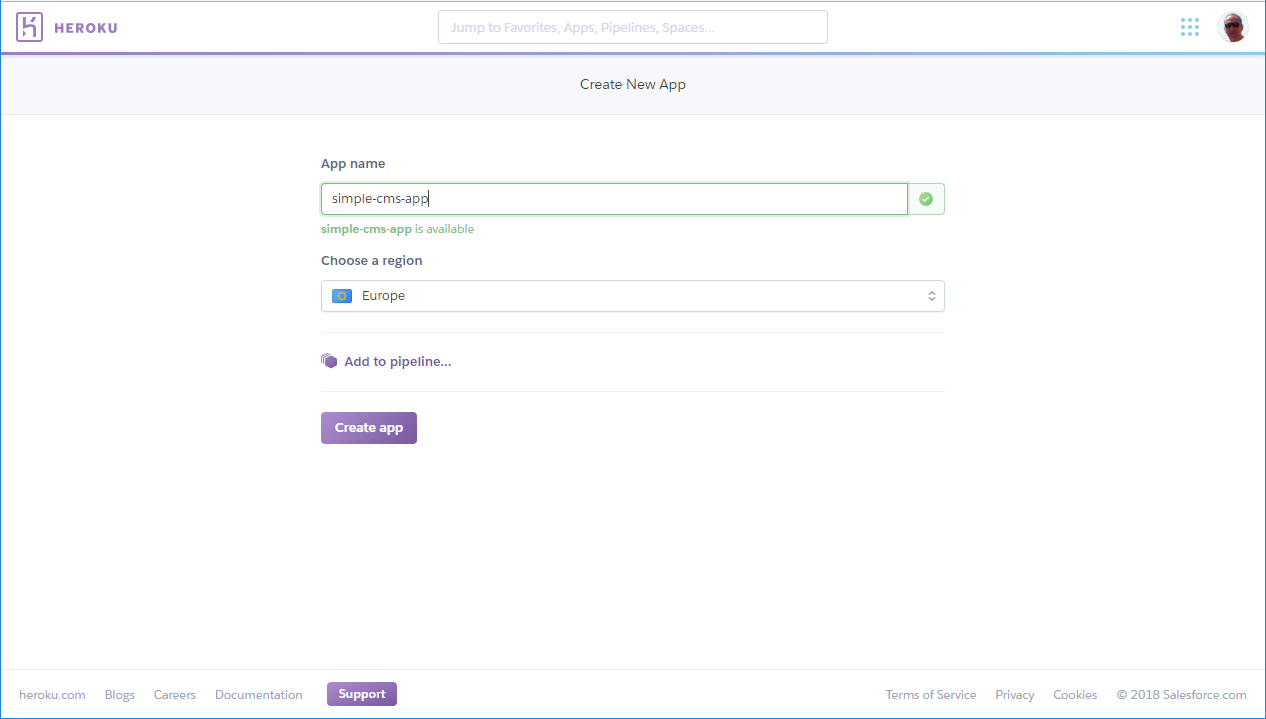 HEROKU
Jump to Favorites, Apps, Pipelines, Spaces...
Create New App
App name
simple-cms-app
simple-cms-app is available
Choose a region
Europe
Add to pipeline...
Create app
heroku.com Blogs Careers Documentation Support Terms of Service Privacy Cookies © 2018 Salesforce.com